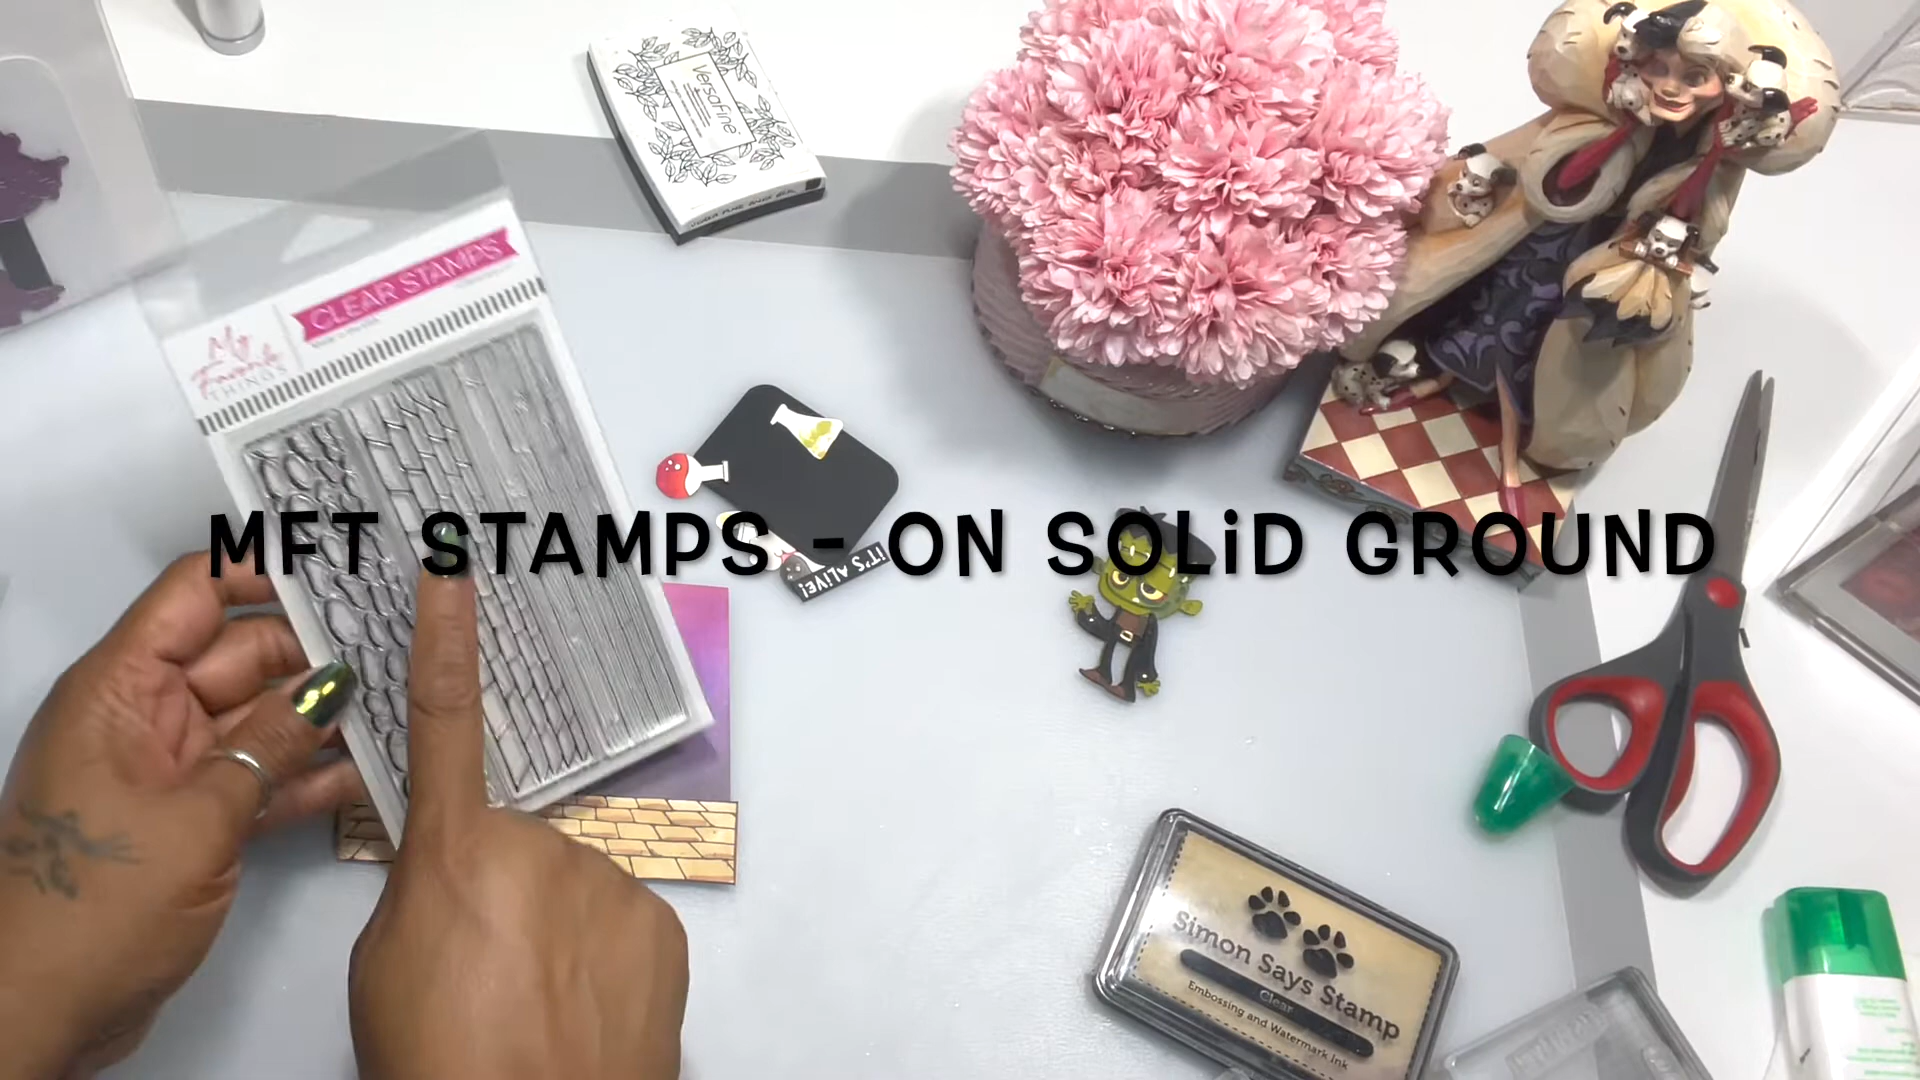 VersaFine
CLEAR STAMPS
My
Favorite
THINGS
MFT STAMPS - ON SOLiD GROUND
iT'S ALiVE!
Simon Says Stamp
Clear
Embossing and Watermark Ink